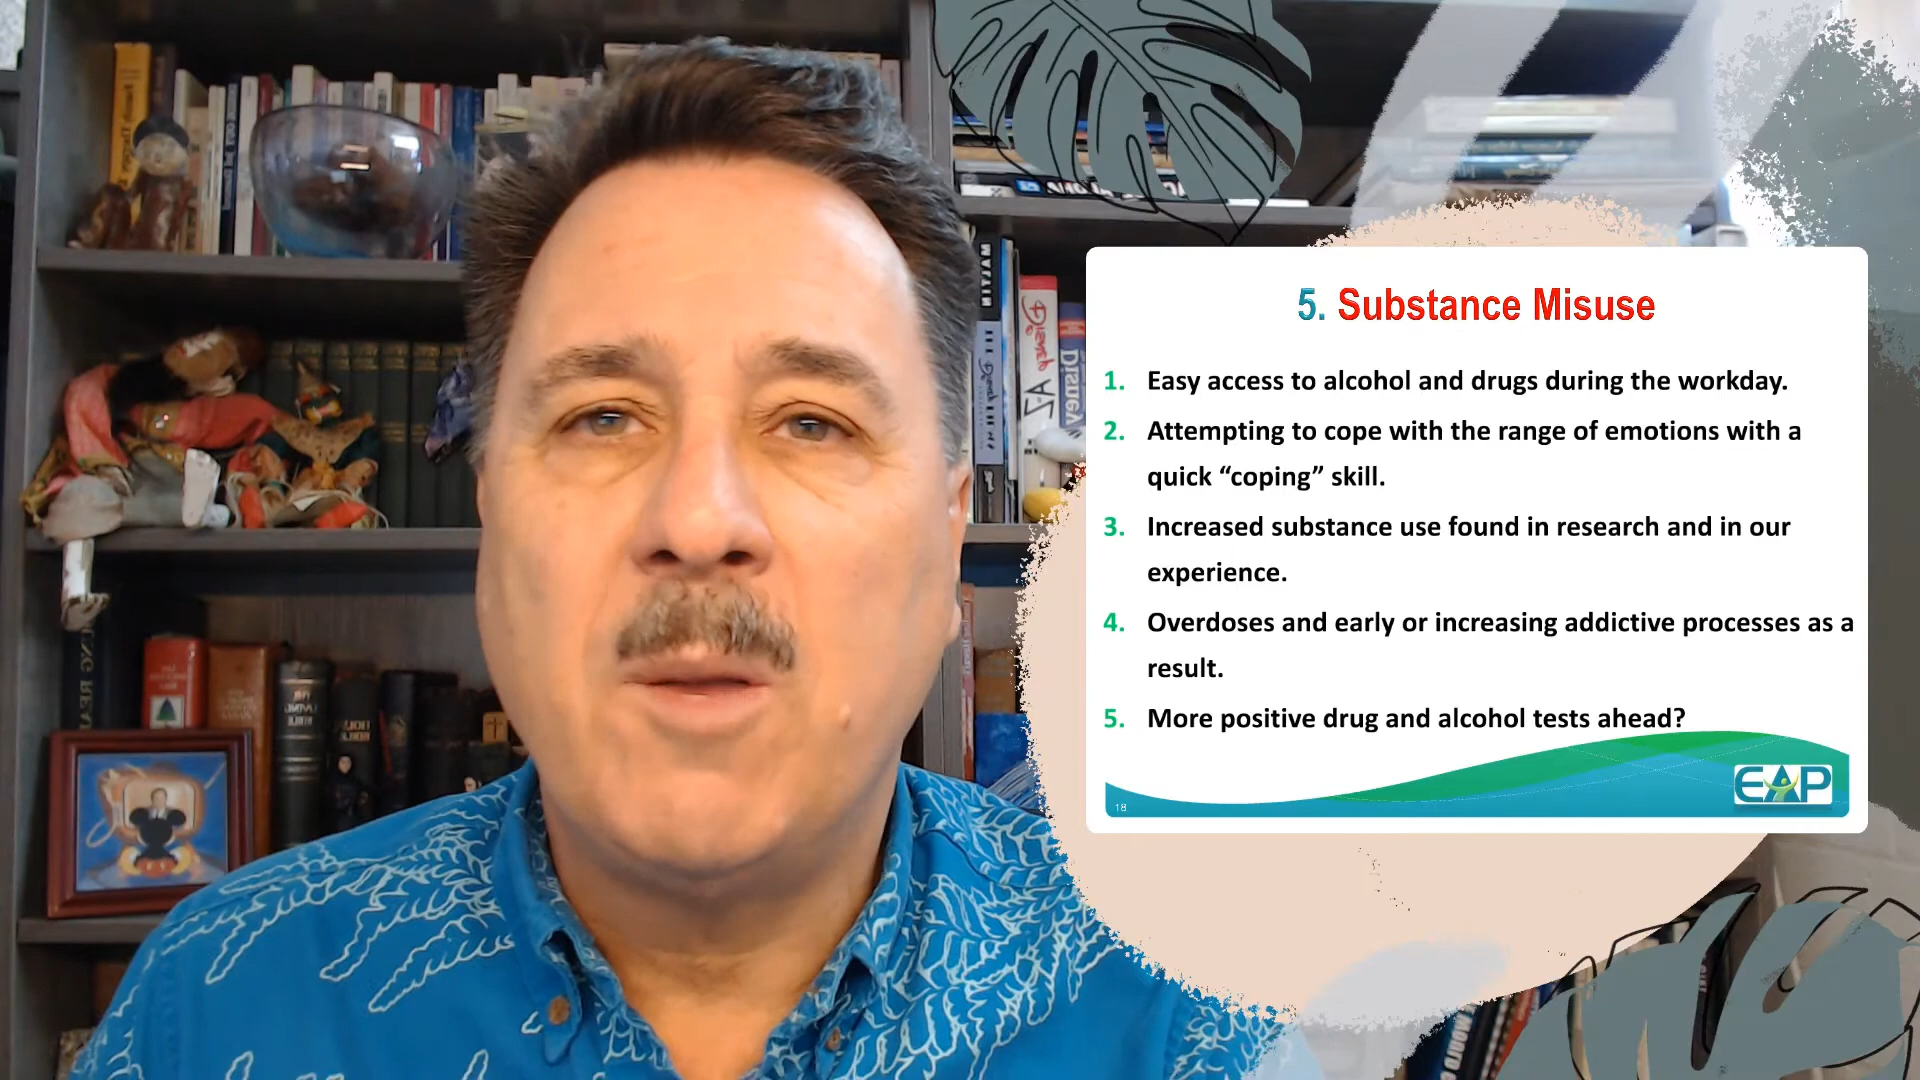 5. Substance Misuse
1. Easy access to alcohol and drugs during the workday.
2. Attempting to cope with the range of emotions with a
quick “coping” skill.
3. Increased substance use found in research and in our
experience.
4. Overdoses and early or increasing addictive processes as a
result.
5. More positive drug and alcohol tests ahead?
18
EAP